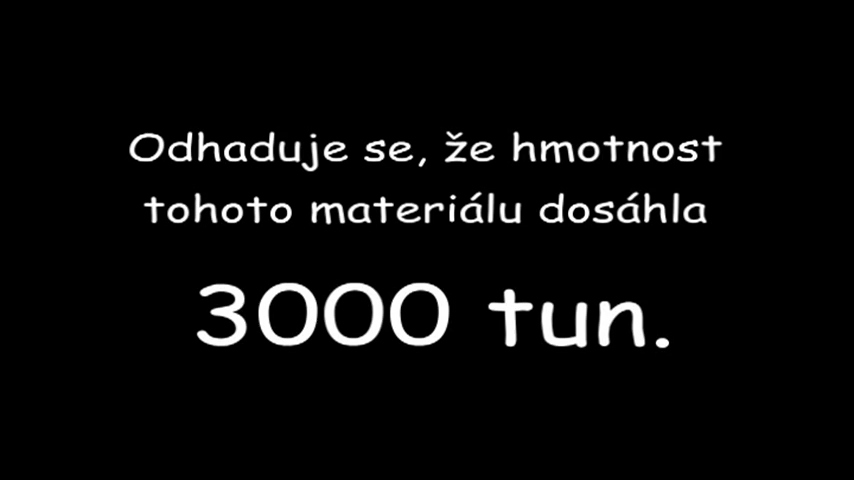 Odhaduje se, že hmotnost
tohoto materiálu dosáhla
3000 tun.